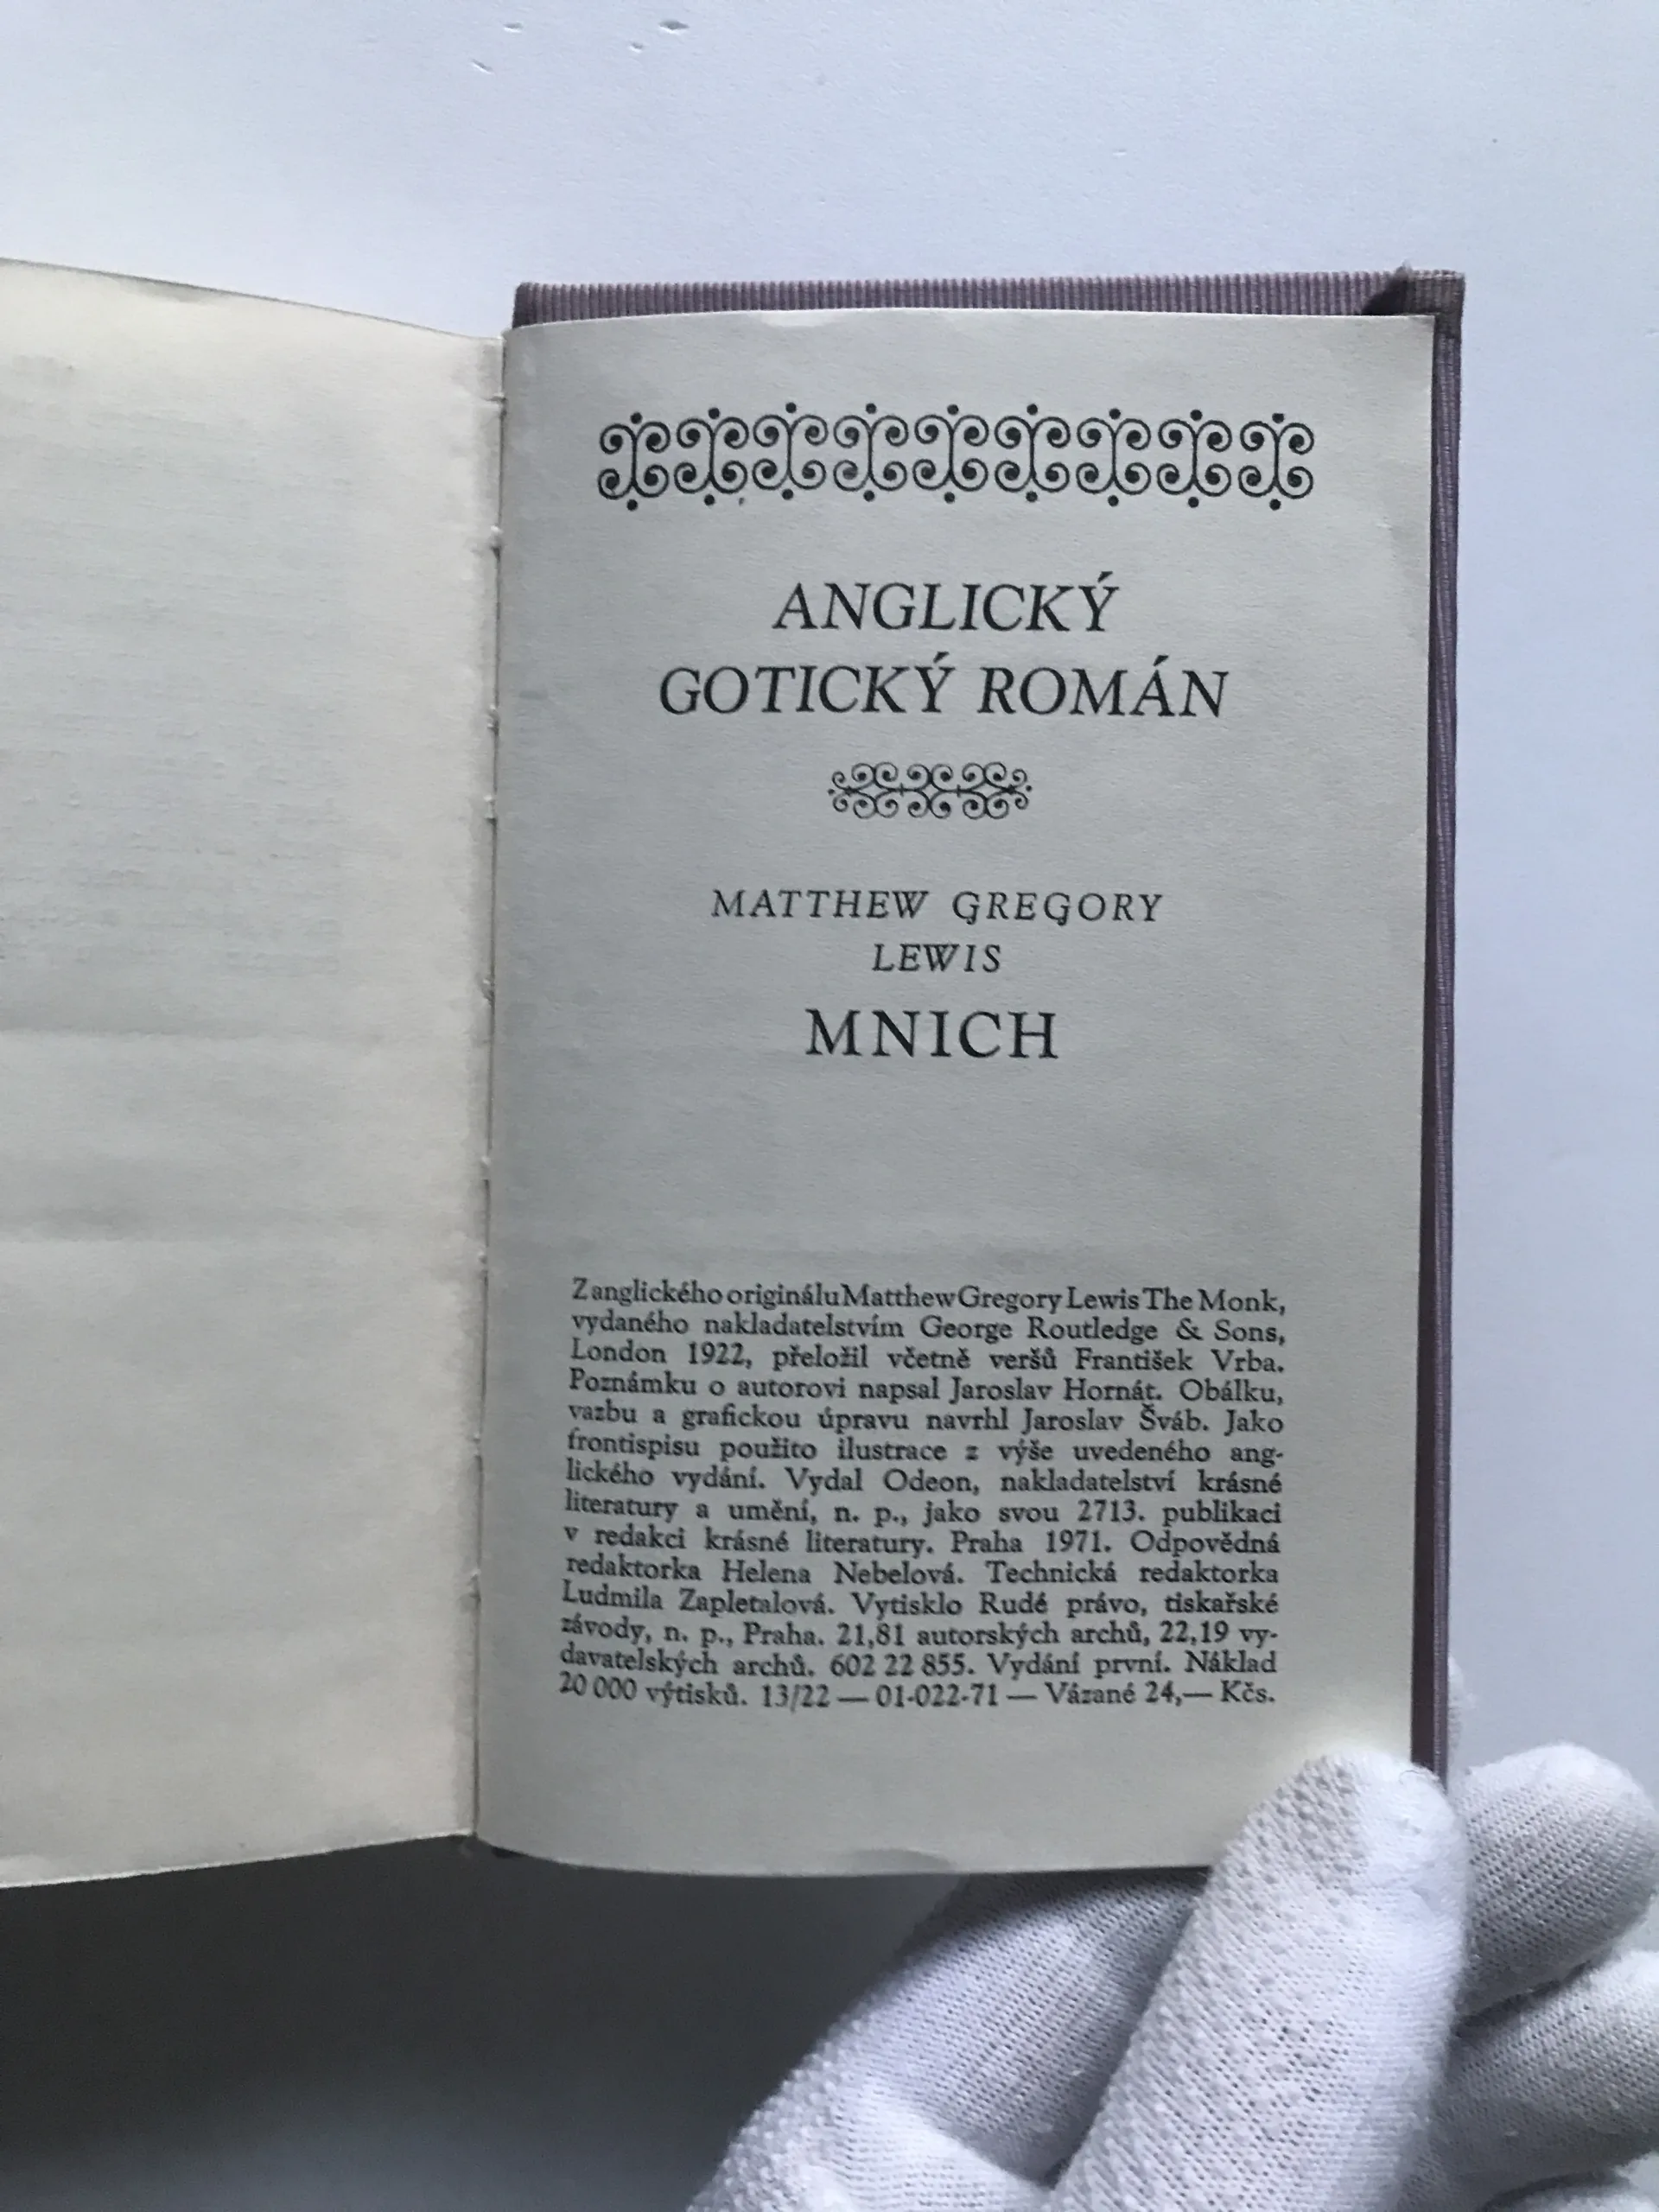 ANGLICKÝ
GOTICKÝ ROMÁN
MATTHEW GREGORY
LEWIS
MNICH
Z anglického originálu Matthew Gregory Lewis The Monk,
vydaného nakladatelstvím George Routledge & Sons,
London 1922, přeložil včetně veršů František Vrba.
Poznámku o autorovi napsal Jaroslav Hornát. Obálku,
vazbu a grafickou úpravu navrhl Jaroslav Šváb. Jako
frontispisu použito ilustrace z výše uvedeného ang-
lického vydání. Vydal Odeon, nakladatelství krásné
literatury a umění, n. p., jako svou 2713. publikaci
v redakci krásné literatury. Praha 1971. Odpovědná
redaktorka Helena Nebelová. Technická redaktorka
Ludmila Zapletalová. Vytisklo Rudé právo, tiskařské
závody, n. p., Praha. 21,81 autorských archů, 22,19 vy-
davatelských archů. 602 22 855. Vydání první. Náklad
20 000 výtisků. 13/22 — 01-022-71 — Vázané 24,— Kčs.